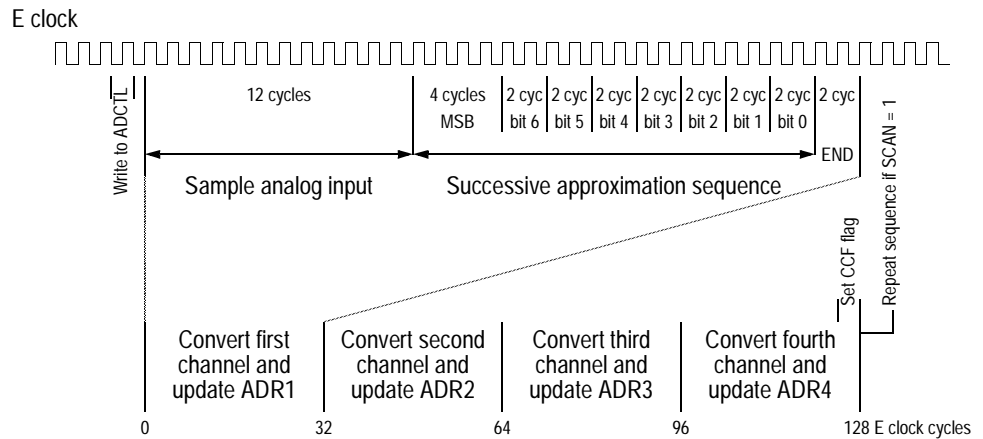 E clock
Write to ADCTL
12 cycles
4 cycles
MSB
2 cyc
bit 6
2 cyc
bit 5
2 cyc
bit 4
2 cyc
bit 3
2 cyc
bit 2
2 cyc
bit 1
2 cyc
bit 0
2 cyc
END
Sample analog input
Successive approximation sequence
Set CCF flag
Repeat sequence if SCAN = 1
Convert first
channel and
update ADR1
Convert second
channel and
update ADR2
Convert third
channel and
update ADR3
Convert fourth
channel and
update ADR4
0
32
64
96
128 E clock cycles